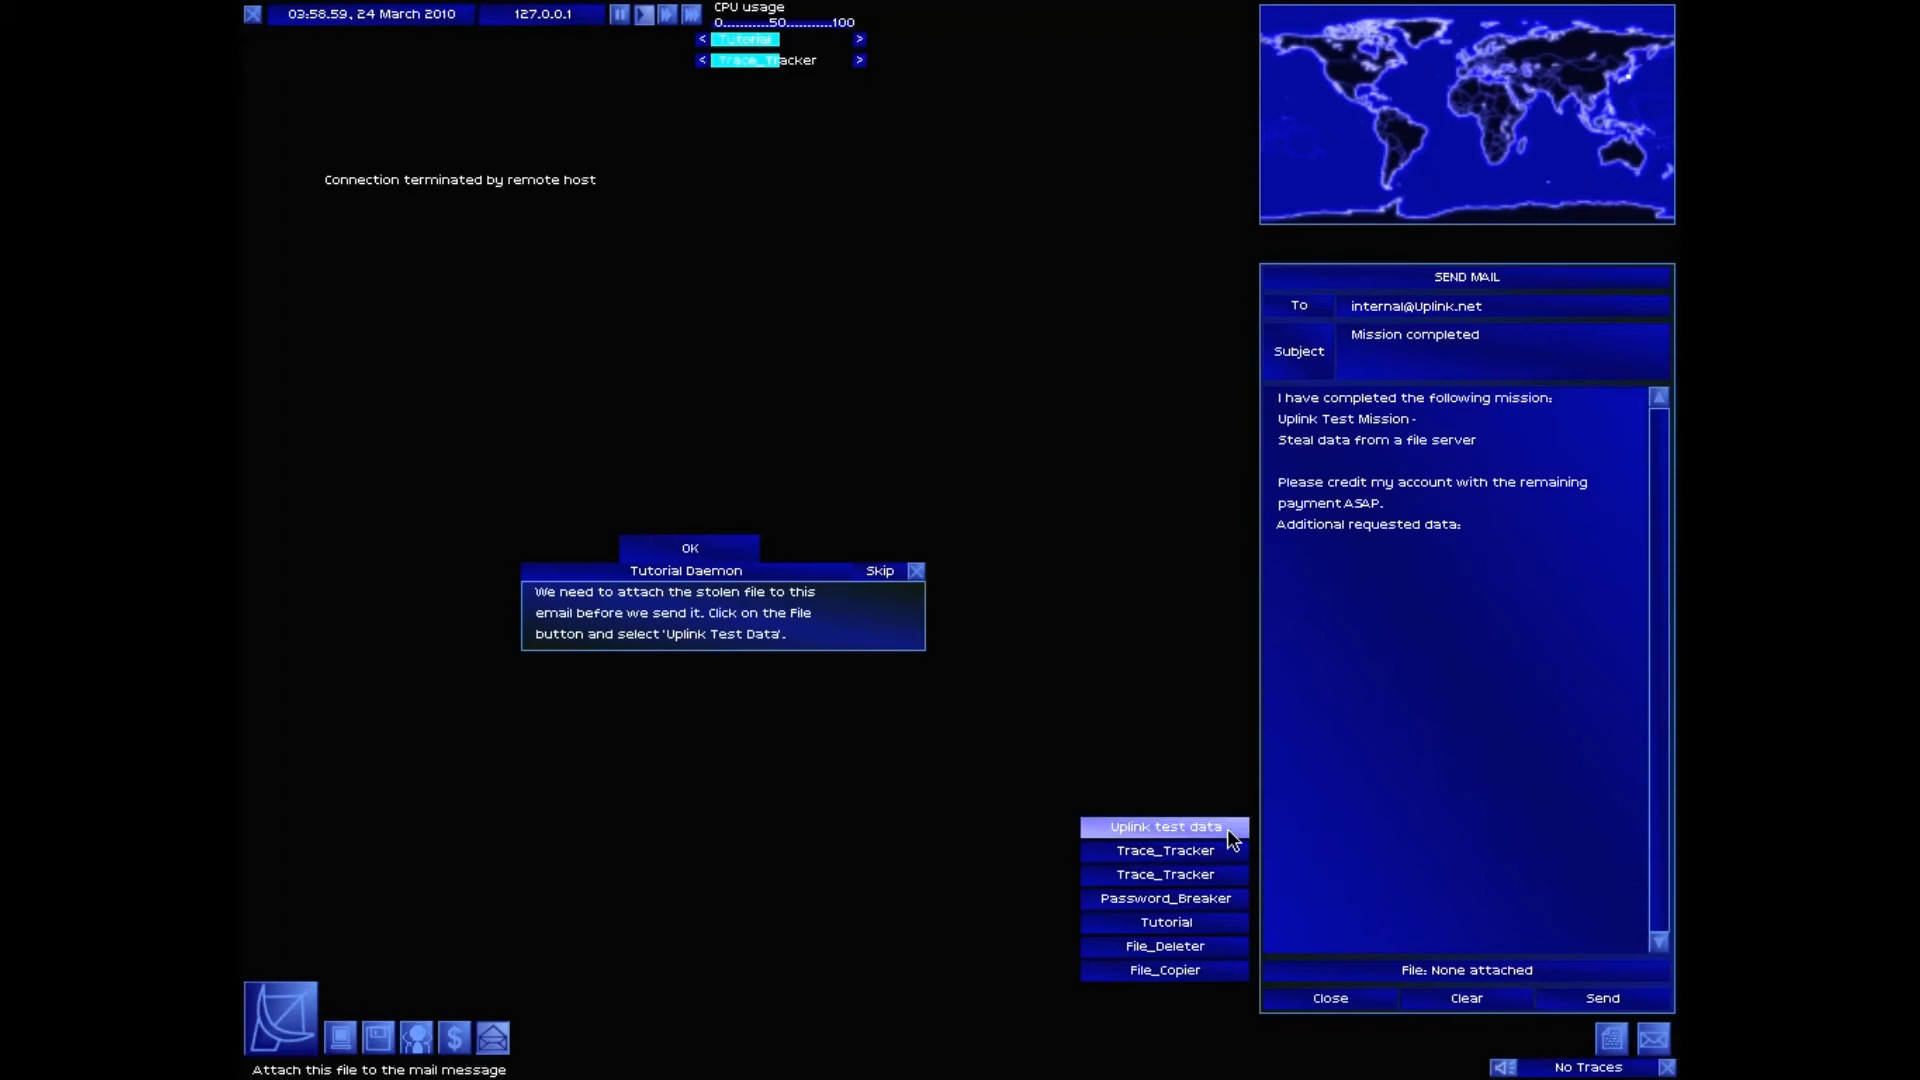 03:58.59, 24 March 2010
127.0.0.1
CPU usage
0..........50..........100
< Tutorial >
< Trace_Tracker >
Connection terminated by remote host
SEND MAIL
To internal@Uplink.net
Subject Mission completed
I have completed the following mission:
Uplink Test Mission -
Steal data from a file server
Please credit my account with the remaining
payment ASAP.
Additional requested data:
OK
Tutorial Daemon Skip
We need to attach the stolen file to this
email before we send it. Click on the File
button and select 'Uplink Test Data'.
Uplink test data
Trace_Tracker
Trace_Tracker
Password_Breaker
Tutorial
File_Deleter
File_Copier
File: None attached
Close Clear Send
Attach this file to the mail message
No Traces